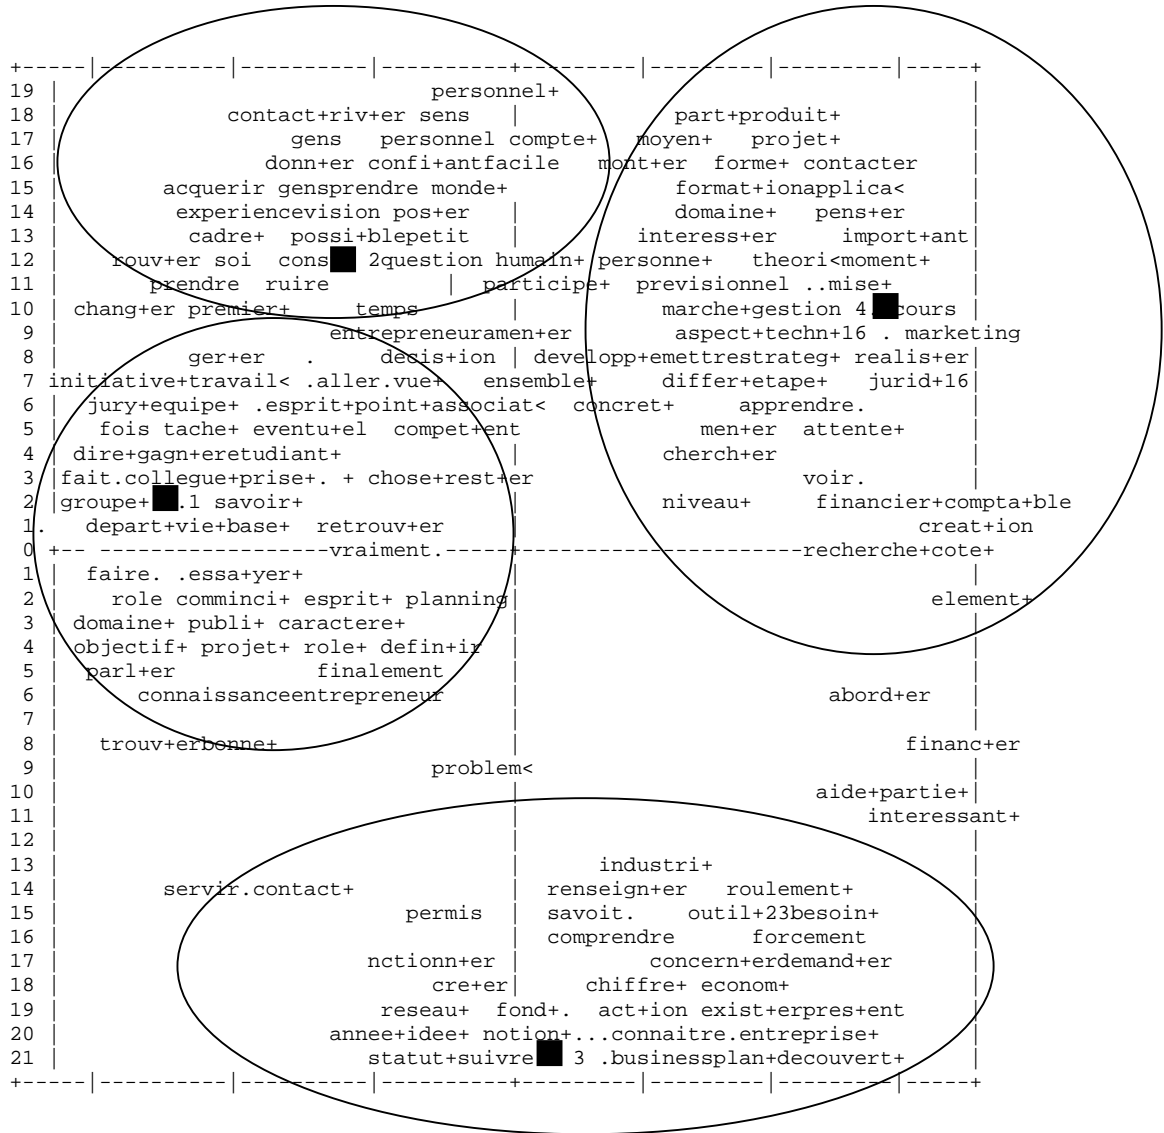 +-----|----------|----------|----------+---------|---------|---------|-----+
19 | personnel+ |
18 | contact+riv+er sens | part+produit+ |
17 | gens personnel compte+ moyen+ projet+ |
16 | donn+er confi+antfacile mont+er forme+ contacter |
15 | acquerir gensprendre monde+ format+ionapplica< |
14 | experiencevision pos+er | domaine+ pens+er |
13 | cadre+ possi+blepetit | interess+er import+ant|
12 | rouv+er soi cons 2question humain+ personne+ theori<moment+ |
11 | prendre ruire | participe+ previsionnel ..mise+ |
10 | chang+er premier+ temps | marche+gestion 4. cours |
9 | entrepreneuramen+er aspect+techn+16 . marketing
8 | ger+er . decis+ion | developp+emettrestrateg+ realis+er|
7 initiative+travail< .aller.vue+ ensemble+ differ+etape+ jurid+16|
6 | jury+equipe+ .esprit+point+associat< concret+ apprendre. |
5 | fois tache+ eventu+el compet+ent men+er attente+ |
4 | dire+gagn+eretudiant+ | cherch+er |
3 |fait.collegue+prise+. + chose+rest+er voir. |
2 |groupe+ .1 savoir+ | niveau+ financier+compta+ble
1. depart+vie+base+ retrouv+er | creat+ion
0 +-- ------------------vraiment.-----+----------------------recherche+cote+
1 | faire. .essa+yer+ | |
2 | role comminci+ esprit+ planning| element+
3 | domaine+ publi+ caractere+ | |
4 | objectif+ projet+ role+ defin+ir | |
5 | parl+er finalement | |
6 | connaissanceentrepreneur | abord+er |
7 | | |
8 | trouv+erbonne+ | financ+er
9 | problem< |
10 | | aide+partie+|
11 | | interessant+
12 | | |
13 | | industri+ |
14 | servir.contact+ | renseign+er roulement+ |
15 | permis | savoit. outil+23besoin+ |
16 | | comprendre forcement |
17 | nctionn+er | concern+erdemand+er |
18 | cre+er| chiffre+ econom+ |
19 | reseau+ fond+. act+ion exist+erpres+ent |
20 | annee+idee+ notion+...connaitre.entreprise+ |
21 | statut+suivre 3 .businessplan+decouvert+ |
+-----|----------|----------|----------+---------|---------|---------|-----+